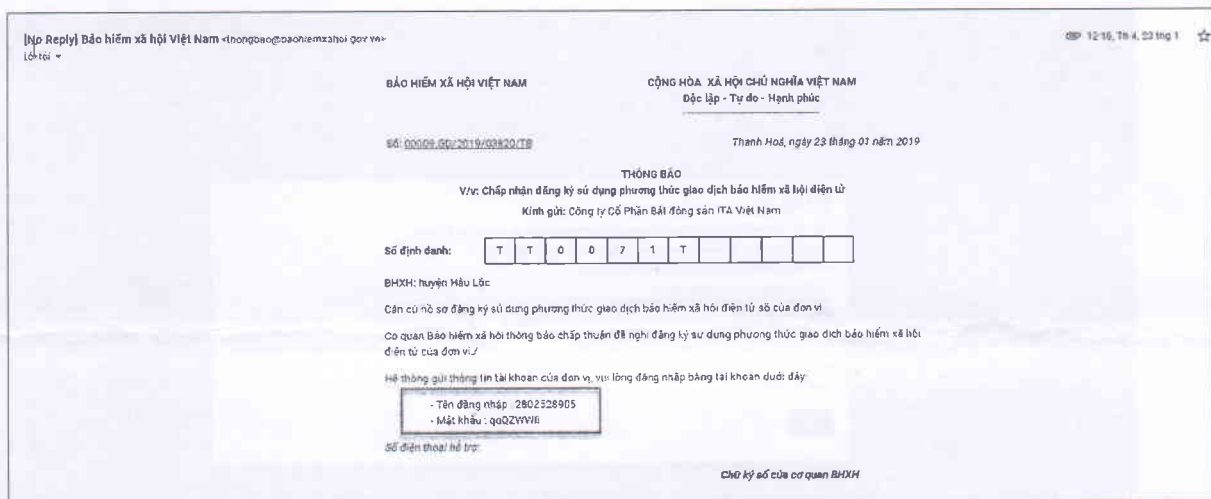 [No Reply] Bảo hiểm xã hội Việt Nam <thongbao@baohiemxahoi.gov.vn>
12:16, Th 4, 23 thg 1
tới tôi
BẢO HIỂM XÃ HỘI VIỆT NAM
CỘNG HÒA XÃ HỘI CHỦ NGHĨA VIỆT NAM
Độc lập - Tự do - Hạnh phúc
Số: 00009.GD/2019/03820/TB
Thanh Hoá, ngày 23 tháng 01 năm 2019
THÔNG BÁO
V/v: Chấp nhận đăng ký sử dụng phương thức giao dịch bảo hiểm xã hội điện tử
Kính gửi: Công ty Cổ Phần Bất động sản ITA Việt Nam
Số định danh: T T 0 0 7 1 T
BHXH: huyện Hậu Lộc
Căn cứ hồ sơ đăng ký sử dụng phương thức giao dịch bảo hiểm xã hội điện tử số của đơn vị
Cơ quan Bảo hiểm xã hội thông báo chấp thuận đề nghị đăng ký sử dụng phương thức giao dịch bảo hiểm xã hội
điện tử của đơn vị./
Hệ thống gửi thông tin tài khoản của đơn vị, vui lòng đăng nhập bằng tài khoản dưới đây:
- Tên đăng nhập : 2802528905
- Mật khẩu :
Số điện thoại hỗ trợ:
Chữ ký số của cơ quan BHXH